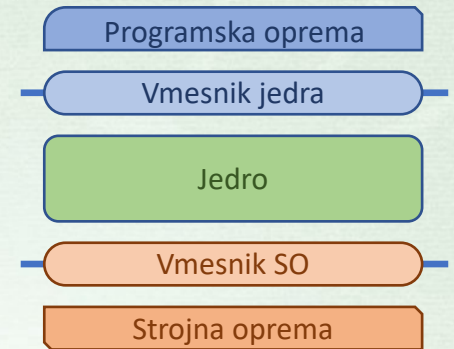 Programska oprema
Vmesnik jedra
Jedro
Vmesnik SO
Strojna oprema